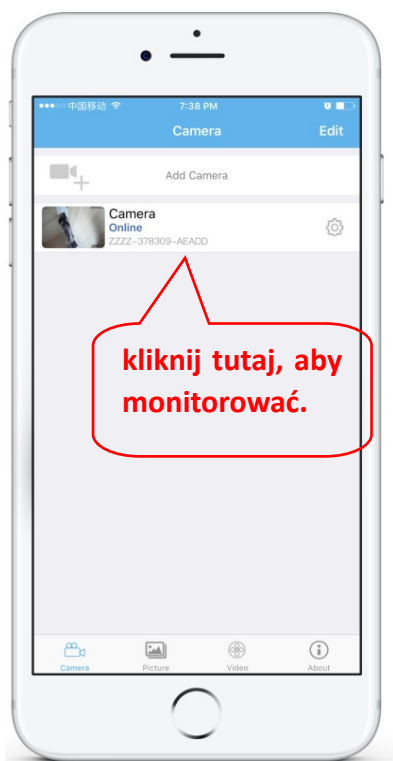 中国移动 7:38 PM
Camera Edit
Add Camera
Camera
Online
ZZZZ-378309-AEADD
kliknij tutaj, aby
monitorować.
Camera Picture Video About